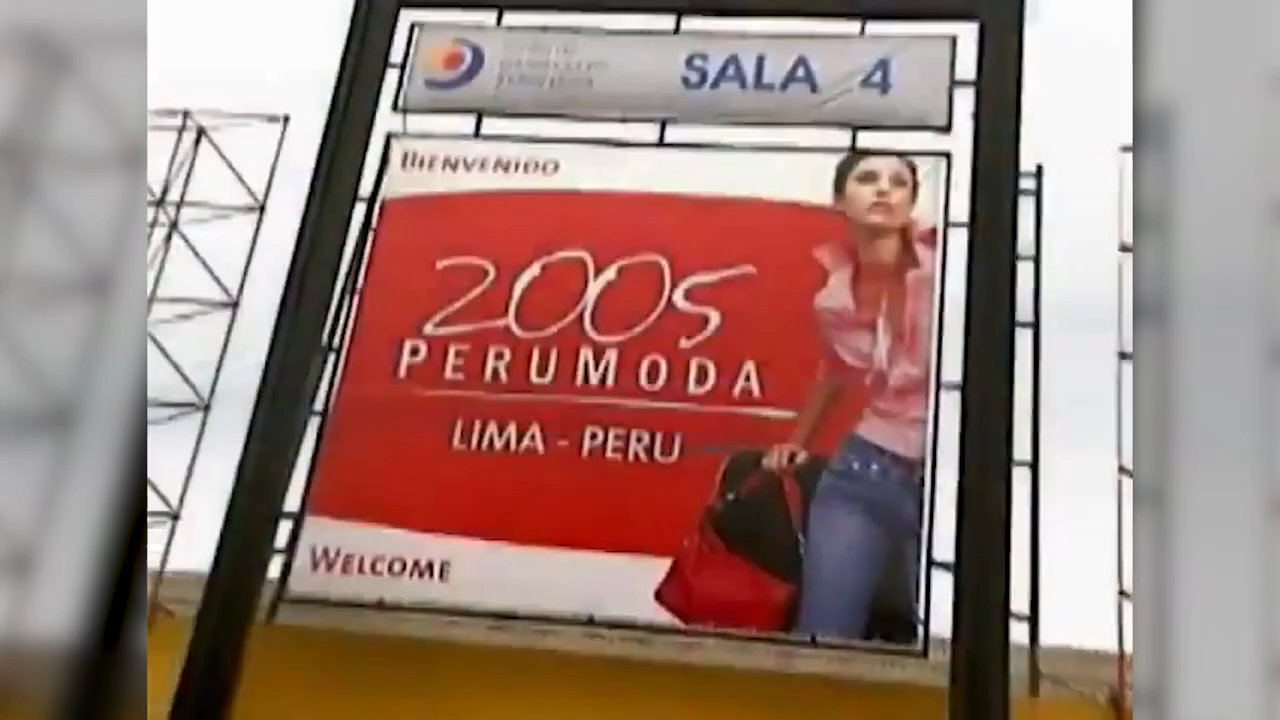 SALA 4
BIENVENIDO
2005
PERUMODA
LIMA - PERU
WELCOME